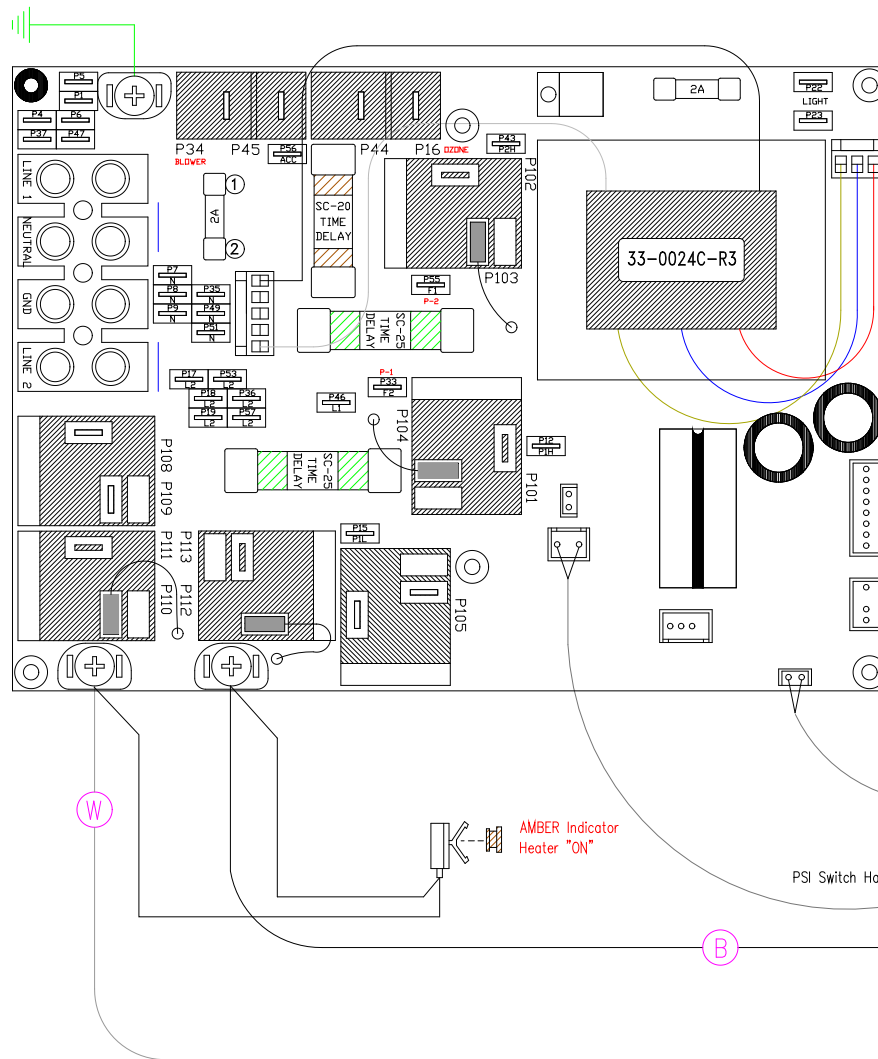 P5
P1
P4
P6
P37
P47
P34
BLOWER
P45
P56
ACC
P44
P16
OZONE
P43
P2H
P102
2A
P22
LIGHT
P23
LINE 1
NEUTRAL
GND
LINE 2
2A
1
2
SC-20
TIME
DELAY
P103
33-0024C-R3
P7
N
P8
N
P9
N
P35
N
P49
N
P51
N
P55
F1
P-2
SC-25
TIME
DELAY
P-1
P33
F2
P17
L2
P53
L2
P18
L2
P36
L2
P19
L2
P57
L2
P46
L1
P104
P101
P12
P1H
P108
P109
SC-25
TIME
DELAY
P15
P1L
P111
P113
P110
P112
P105
W
AMBER Indicator
Heater "ON"
PSI Switch Ha
B